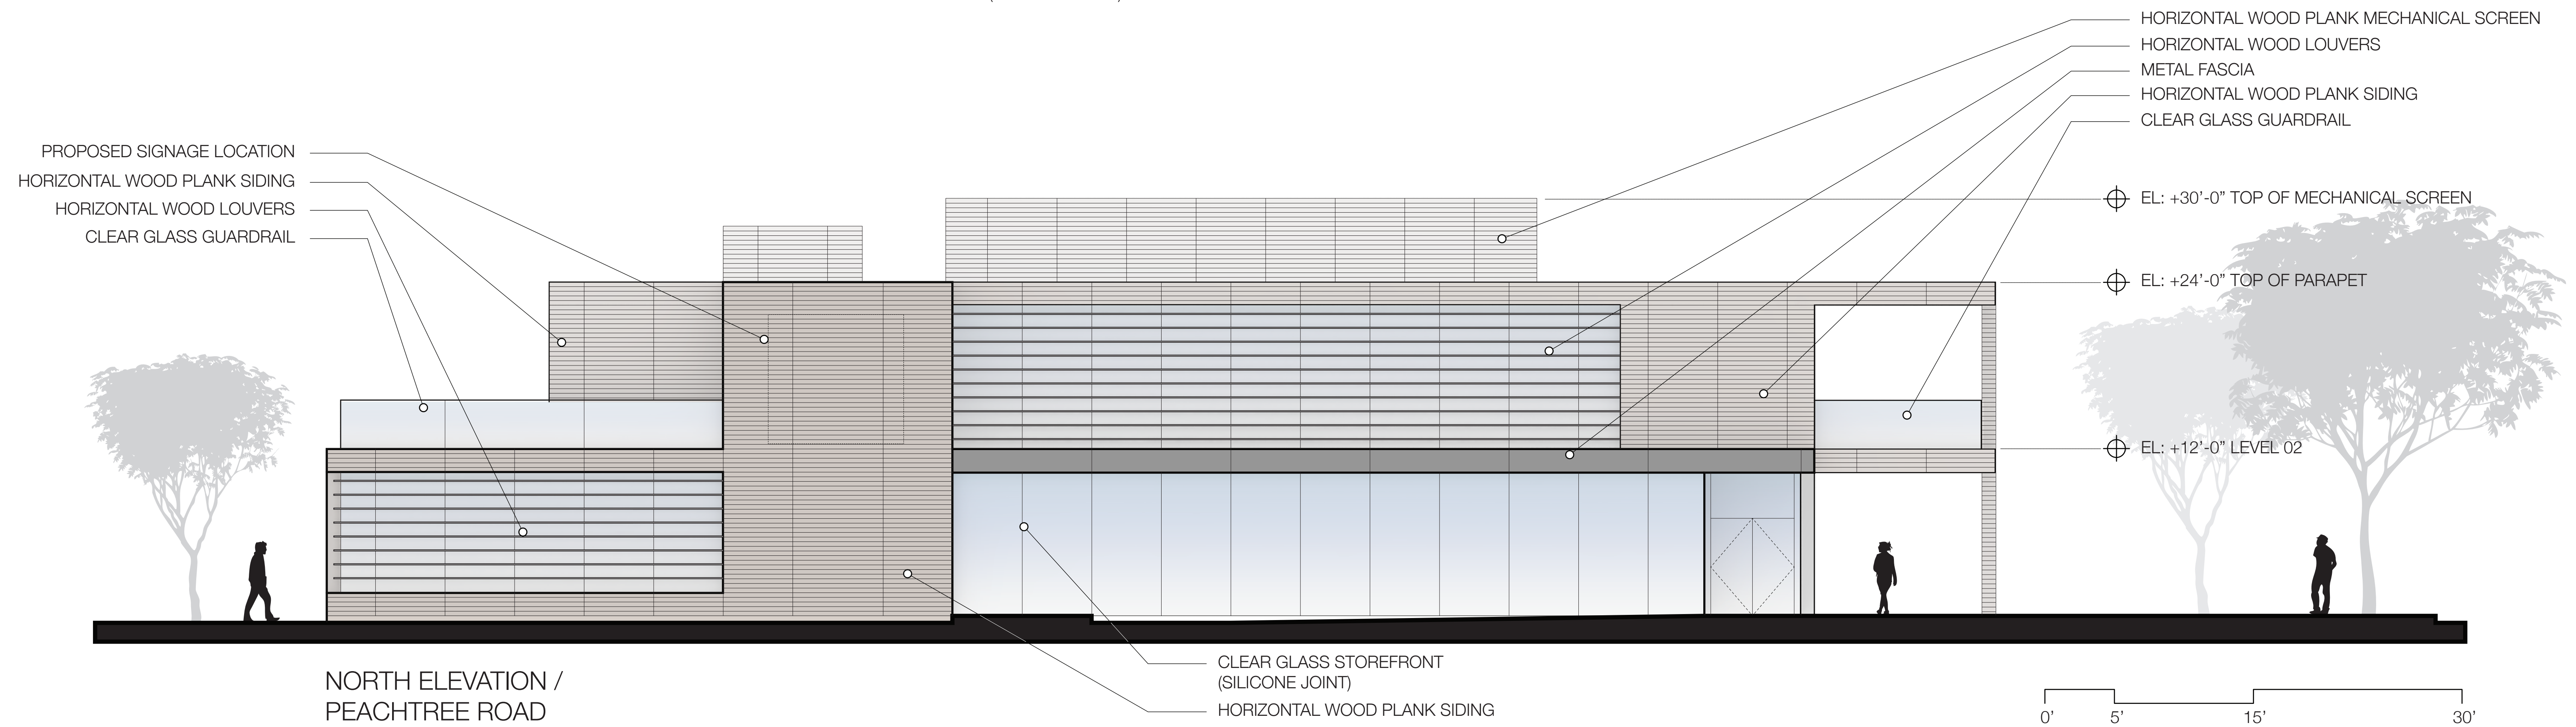 HORIZONTAL WOOD PLANK MECHANICAL SCREEN
HORIZONTAL WOOD LOUVERS
METAL FASCIA
HORIZONTAL WOOD PLANK SIDING
CLEAR GLASS GUARDRAIL
PROPOSED SIGNAGE LOCATION
HORIZONTAL WOOD PLANK SIDING
HORIZONTAL WOOD LOUVERS
CLEAR GLASS GUARDRAIL
EL: +30'-0” TOP OF MECHANICAL SCREEN
EL: +24'-0” TOP OF PARAPET
EL: +12'-0” LEVEL 02
CLEAR GLASS STOREFRONT
(SILICONE JOINT)
HORIZONTAL WOOD PLANK SIDING
NORTH ELEVATION /
PEACHTREE ROAD
0' 5' 15' 30'